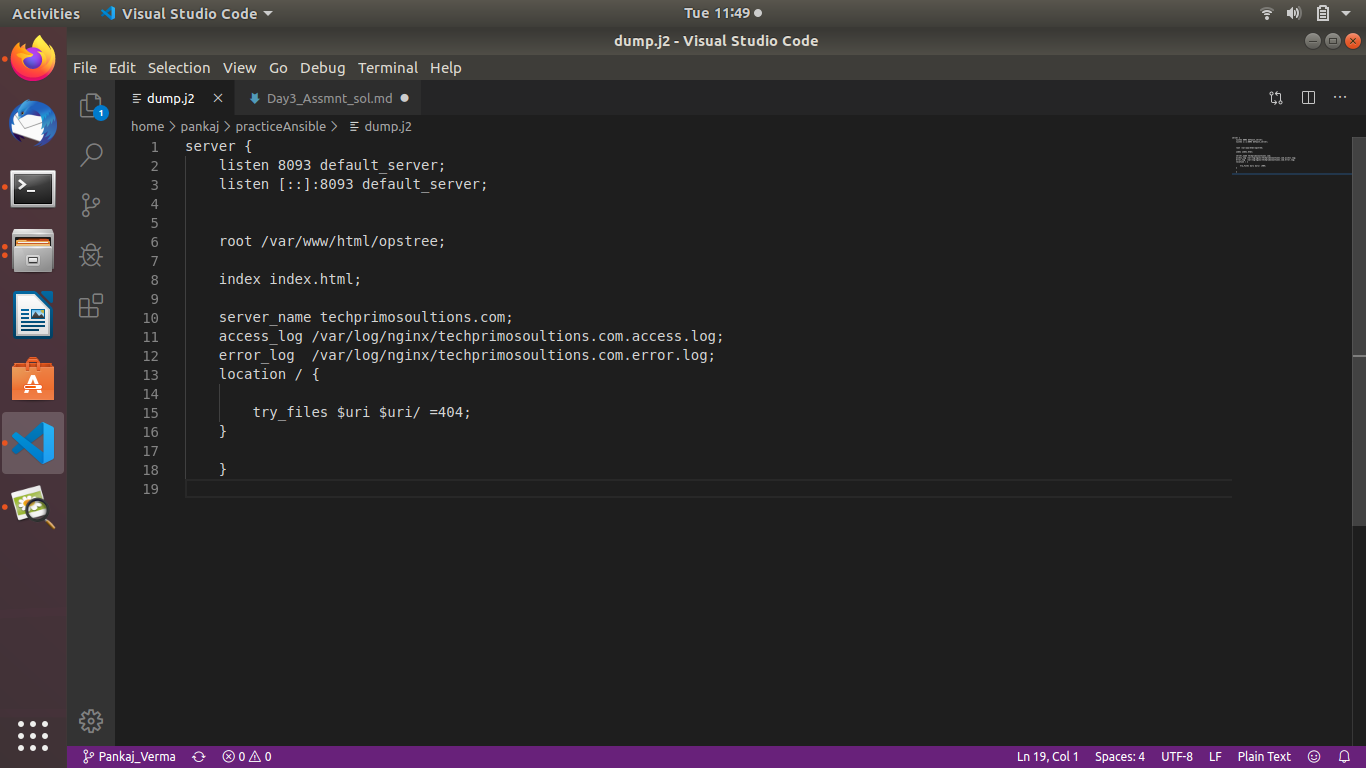 Activities Visual Studio Code Tue 11:49
dump.j2 - Visual Studio Code
File Edit Selection View Go Debug Terminal Help
1 dump.j2 Day3_Assmnt_sol.md
home pankaj practiceAnsible dump.j2
1 server {
2     listen 8093 default_server;
3     listen [::]:8093 default_server;
4
5
6     root /var/www/html/opstree;
7
8     index index.html;
9
10     server_name techprimosoultions.com;
11     access_log /var/log/nginx/techprimosoultions.com.access.log;
12     error_log  /var/log/nginx/techprimosoultions.com.error.log;
13     location / {
14
15         try_files $uri $uri/ =404;
16     }
17
18     }
19
Pankaj_Verma 0 0 Ln 19, Col 1 Spaces: 4 UTF-8 LF Plain Text